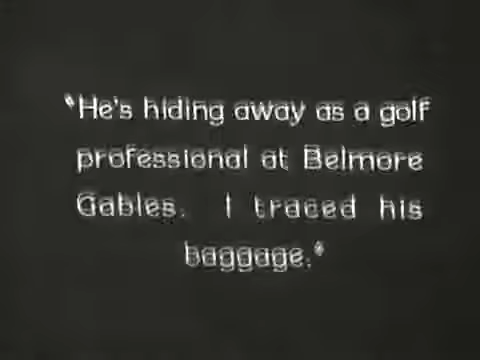 "He's hiding away as a golf
professional at Belmore
Gables. I traced his
baggage."